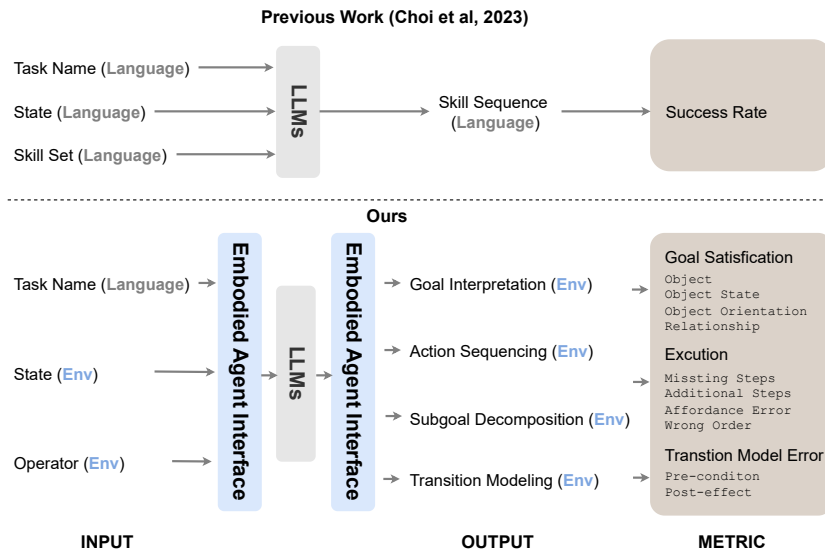 Previous Work (Choi et al, 2023)
Task Name (Language)
State (Language)
Skill Set (Language)
LLMs
Skill Sequence
(Language)
Success Rate
Ours
Task Name (Language)
State (Env)
Operator (Env)
Embodied Agent Interface
LLMs
Embodied Agent Interface
Goal Interpretation (Env)
Action Sequencing (Env)
Subgoal Decomposition (Env)
Transition Modeling (Env)
Goal Satisfication
Object
Object State
Object Orientation
Relationship
Excution
Missting Steps
Additional Steps
Affordance Error
Wrong Order
Transtion Model Error
Pre-conditon
Post-effect
INPUT
OUTPUT
METRIC